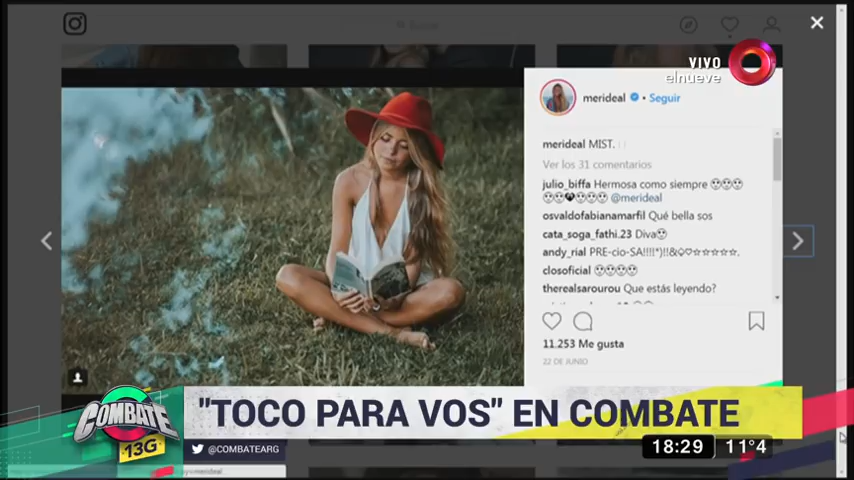 VIVO
elnueve
merideal • Seguir
merideal MIST.
Ver los 31 comentarios
julio_biffa Hermosa como siempre
@merideal
osvaldofabianamarfil Qué bella sos
cata_soga_fathi.23 Diva
andy_rial PRE-cio-SA!!!!*)!!&♤♡☆☆☆☆☆.
closoficial
therealsarourou Que estás leyendo?
11.253 Me gusta
22 DE JUNIO
COMBATE
13G
"TOCO PARA VOS" EN COMBATE
@COMBATEARG
18:29 11°4